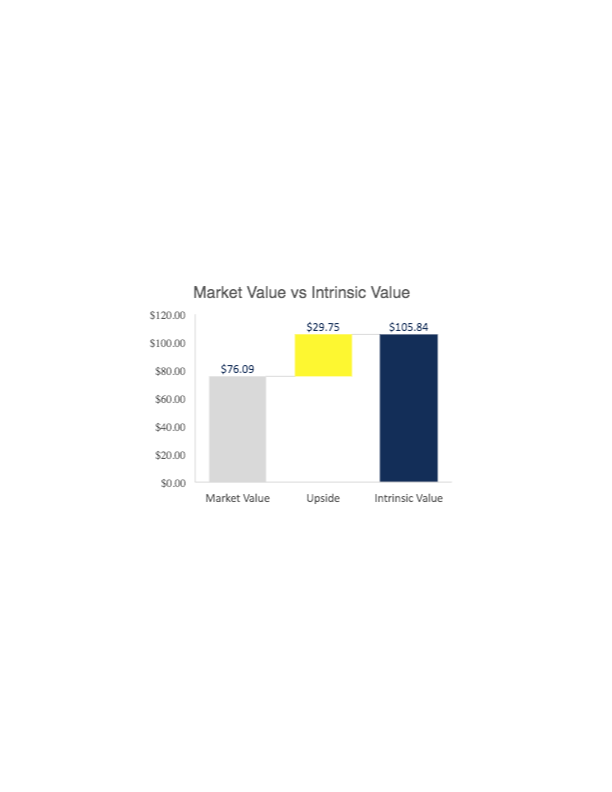 Market Value vs Intrinsic Value
$120.00
$100.00
$80.00
$60.00
$40.00
$20.00
$0.00
$76.09
$29.75
$105.84
Market Value
Upside
Intrinsic Value